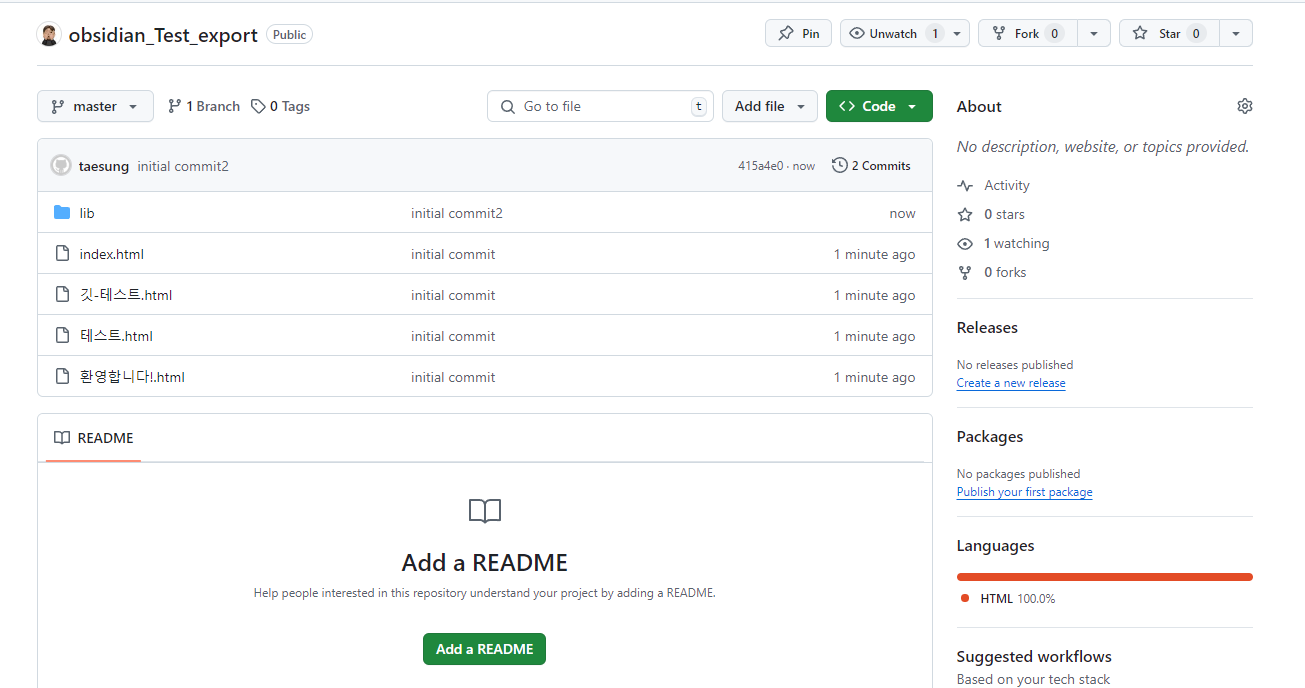 obsidian_Test_export Public Pin Unwatch 1 Fork 0 Star 0
master 1 Branch 0 Tags Go to file t Add file <> Code
taesung initial commit2 415a4e0 · now 2 Commits
lib initial commit2 now
index.html initial commit 1 minute ago
깃-테스트.html initial commit 1 minute ago
테스트.html initial commit 1 minute ago
환영합니다!.html initial commit 1 minute ago
README
Add a README
Help people interested in this repository understand your project by adding a README.
Add a README
About
No description, website, or topics provided.
Activity
0 stars
1 watching
0 forks
Releases
No releases published
Create a new release
Packages
No packages published
Publish your first package
Languages
HTML 100.0%
Suggested workflows
Based on your tech stack